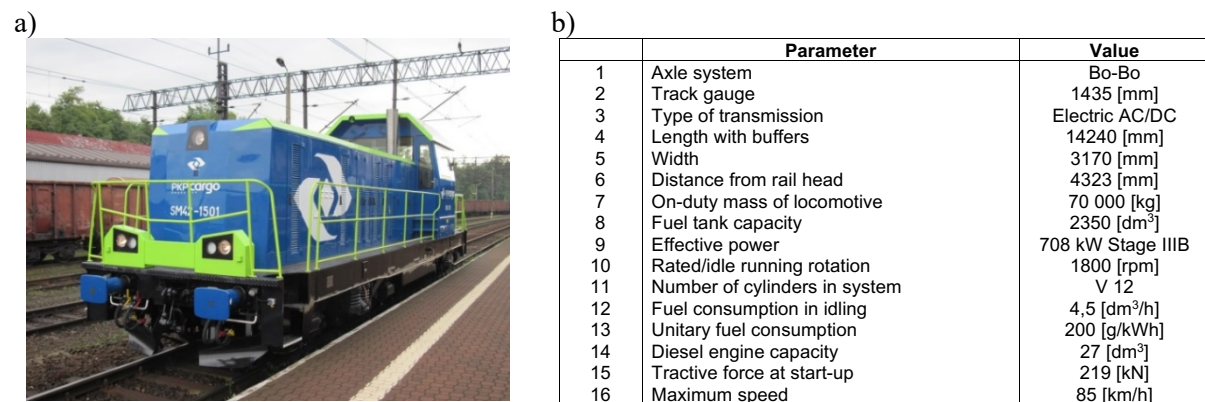 a)
PKP cargo
SM42-1501
b)
Parameter Value
1 Axle system Bo-Bo
2 Track gauge 1435 [mm]
3 Type of transmission Electric AC/DC
4 Length with buffers 14240 [mm]
5 Width 3170 [mm]
6 Distance from rail head 4323 [mm]
7 On-duty mass of locomotive 70 000 [kg]
8 Fuel tank capacity 2350 [dm³]
9 Effective power 708 kW Stage IIIB
10 Rated/idle running rotation 1800 [rpm]
11 Number of cylinders in system V 12
12 Fuel consumption in idling 4,5 [dm³/h]
13 Unitary fuel consumption 200 [g/kWh]
14 Diesel engine capacity 27 [dm³]
15 Tractive force at start-up 219 [kN]
16 Maximum speed 85 [km/h]